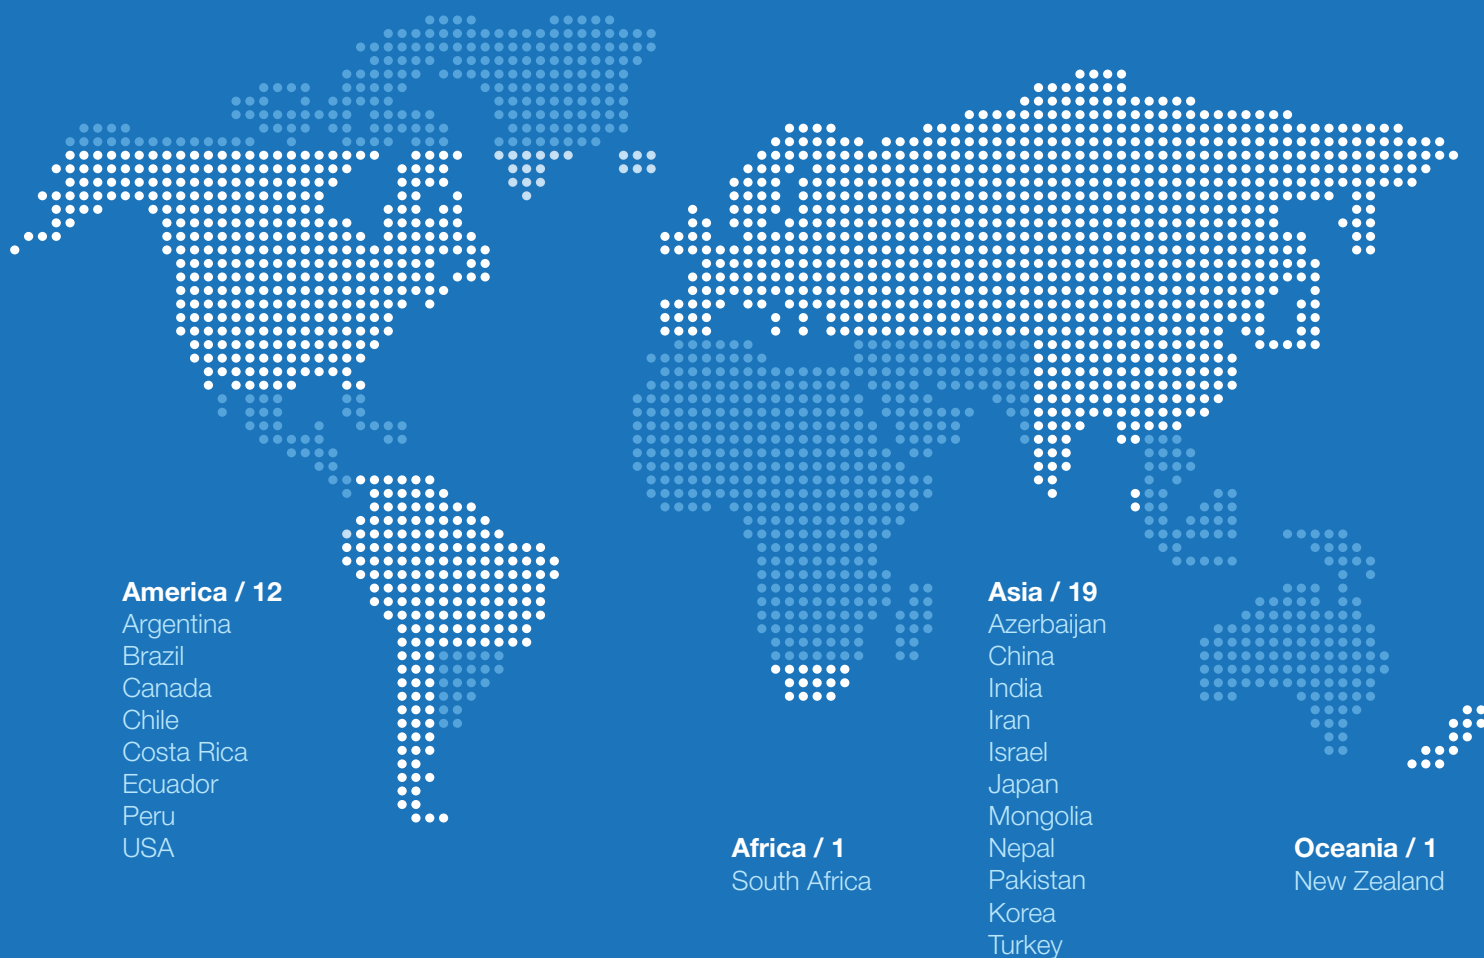 America / 12
Argentina
Brazil
Canada
Chile
Costa Rica
Ecuador
Peru
USA
Africa / 1
South Africa
Asia / 19
Azerbaijan
China
India
Iran
Israel
Japan
Mongolia
Nepal
Pakistan
Korea
Turkey
Oceania / 1
New Zealand